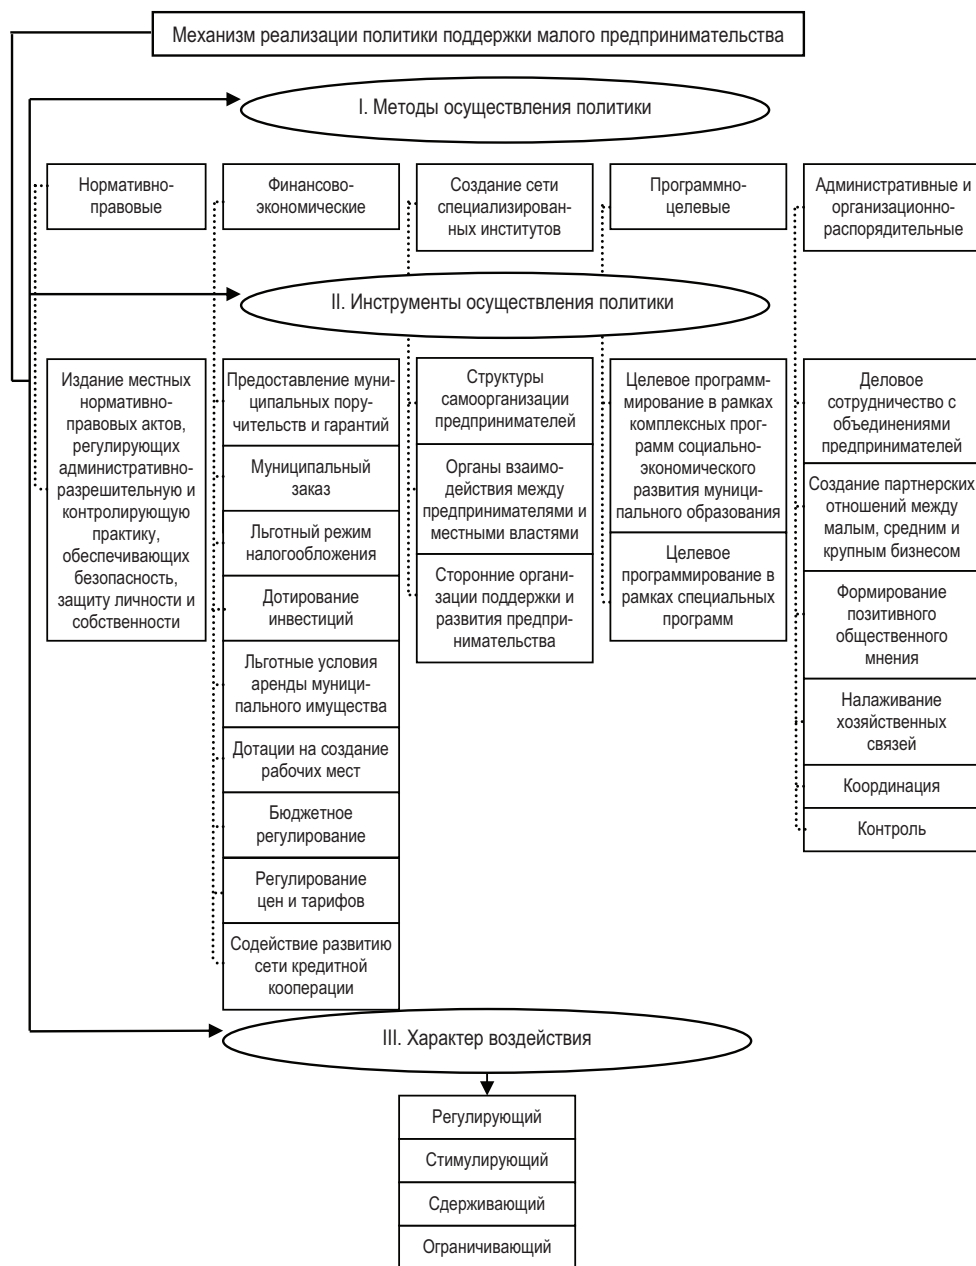 Механизм реализации политики поддержки малого предпринимательства
I. Методы осуществления политики
Нормативно-
правовые
Финансово-
экономические
Создание сети
специализирован-
ных институтов
Программно-
целевые
Административные и
организационно-
распорядительные
II. Инструменты осуществления политики
Издание местных
нормативно-
правовых актов,
регулирующих
административно-
разрешительную и
контролирующую
практику,
обеспечивающих
безопасность,
защиту личности и
собственности
Предоставление муни-
ципальных пору-
чительств и гарантий
Муниципальный
заказ
Льготный режим
налогообложения
Дотирование
инвестиций
Льготные условия
аренды муници-
пального имущества
Дотации на создание
рабочих мест
Бюджетное
регулирование
Регулирование
цен и тарифов
Содействие развитию
сети кредитной
кооперации
Структуры
самоорганизации
предпринимателей
Органы взаимо-
действия между
предпринимателями и
местными властями
Сторонние органи-
зации поддержки и
развития предпри-
нимательства
Целевое программ-
мирование в рамках
комплексных прог-
рамм социально-
экономического
развития муници-
пального образования
Целевое
программирование в
рамках специальных
программ
Деловое
сотрудничество с
объединениями
предпринимателей
Создание партнерских
отношений между
малым, средним и
крупным бизнесом
Формирование
позитивного
общественного
мнения
Налаживание
хозяйственных
связей
Координация
Контроль
III. Характер воздействия
Регулирующий
Стимулирующий
Сдерживающий
Ограничивающий